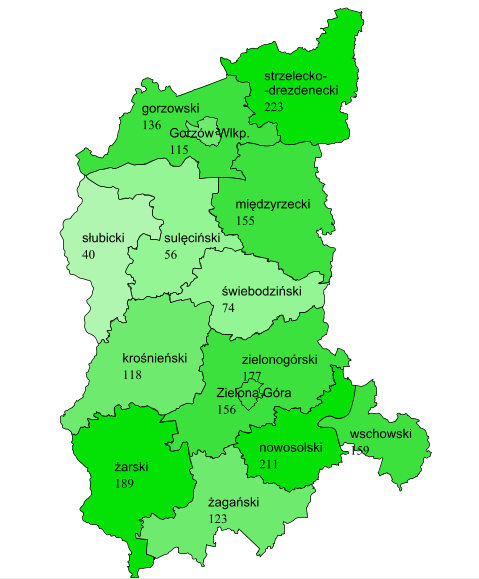 strzelecko-
-drezdenecki
223
gorzowski
136
Gorzów Wlkp.
115
międzyrzecki
155
słubicki
40
sulęciński
56
świebodziński
74
krośnieński
118
zielonogórski
177
Zielona Góra
156
wschowski
159
nowosolski
211
żarski
189
żagański
123